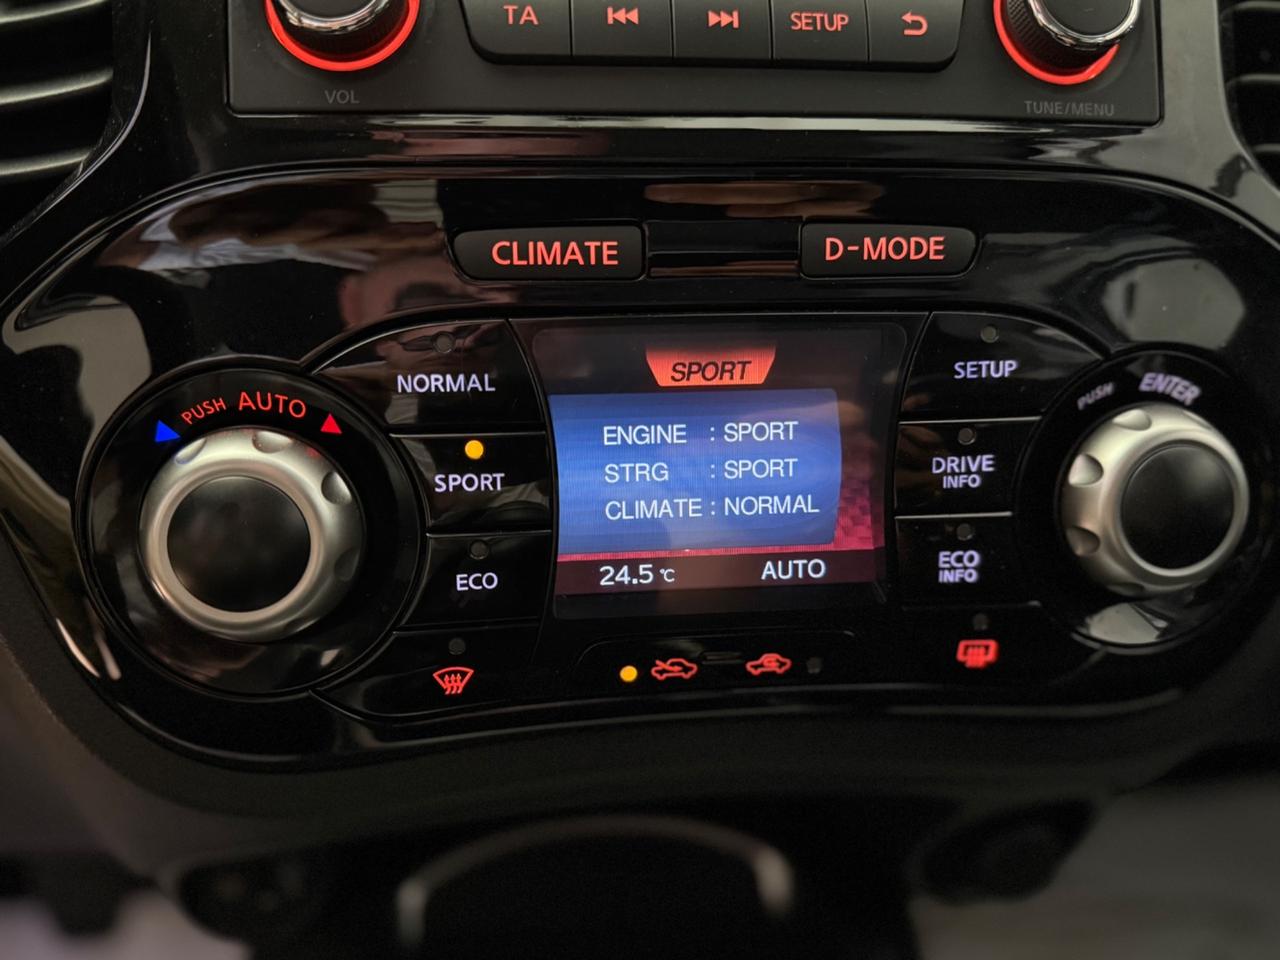 TA
SETUP
VOL
TUNE/MENU
CLIMATE
D-MODE
NORMAL
SPORT
ECO
PUSH AUTO
SPORT
ENGINE : SPORT
STRG : SPORT
CLIMATE : NORMAL
24.5 °C AUTO
SETUP
DRIVE
INFO
ECO
INFO
PUSH ENTER